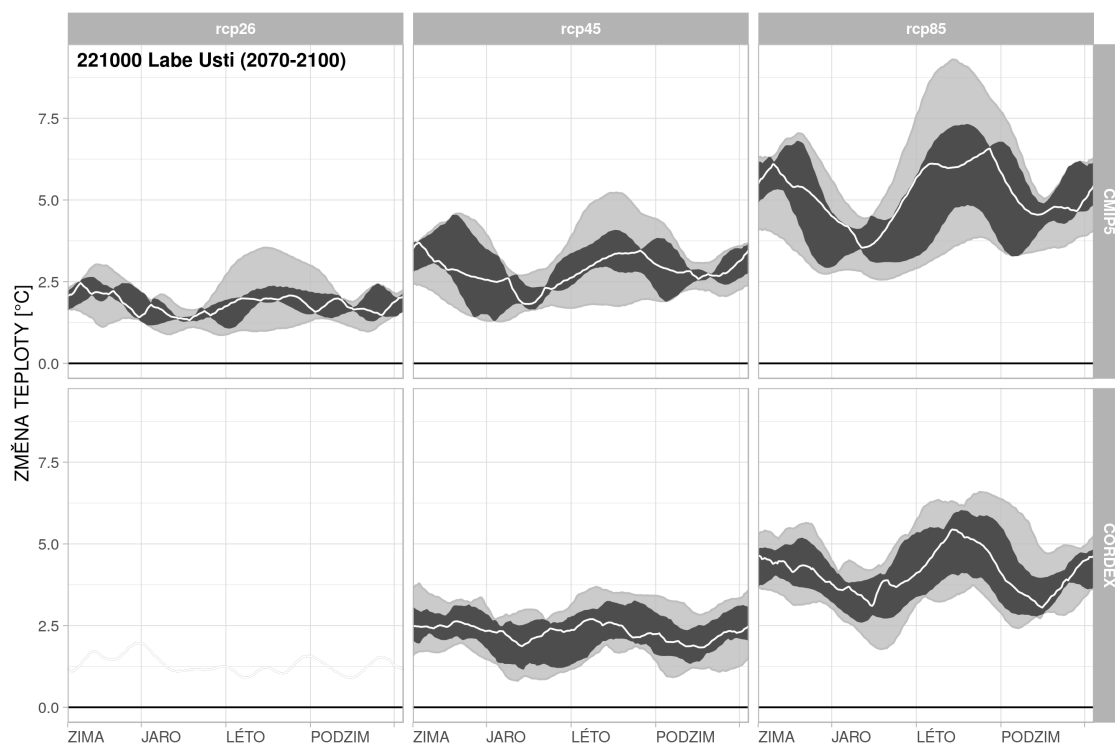 rcp26 rcp45 rcp85
221000 Labe Usti (2070-2100)
ZMĚNA TEPLOTY [°C]
7.5
5.0
2.5
0.0
CMIP5
7.5
5.0
2.5
0.0
CORDEX
ZIMA JARO LÉTO PODZIM ZIMA JARO LÉTO PODZIM ZIMA JARO LÉTO PODZIM